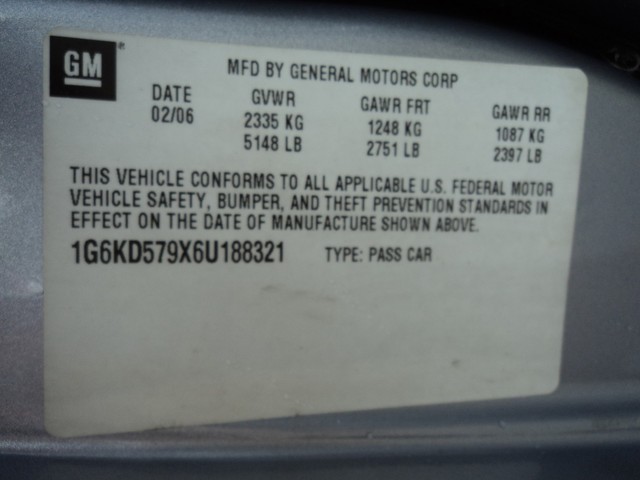 GM®
MFD BY GENERAL MOTORS CORP
DATE GVWR GAWR FRT GAWR RR
02/06 2335 KG 1248 KG 1087 KG
5148 LB 2751 LB 2397 LB
THIS VEHICLE CONFORMS TO ALL APPLICABLE U.S. FEDERAL MOTOR
VEHICLE SAFETY, BUMPER, AND THEFT PREVENTION STANDARDS IN
EFFECT ON THE DATE OF MANUFACTURE SHOWN ABOVE.
1G6KD579X6U188321 TYPE: PASS CAR